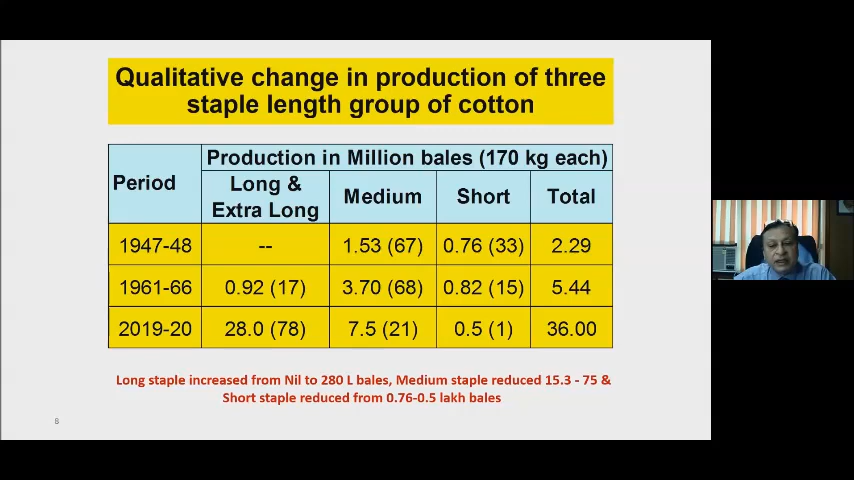 Qualitative change in production of three
staple length group of cotton
Period
Production in Million bales (170 kg each)
Long &
Extra Long
Medium
Short
Total
1947-48 -- 1.53 (67) 0.76 (33) 2.29
1961-66 0.92 (17) 3.70 (68) 0.82 (15) 5.44
2019-20 28.0 (78) 7.5 (21) 0.5 (1) 36.00
Long staple increased from Nil to 280 L bales, Medium staple reduced 15.3 - 75 &
Short staple reduced from 0.76-0.5 lakh bales
8